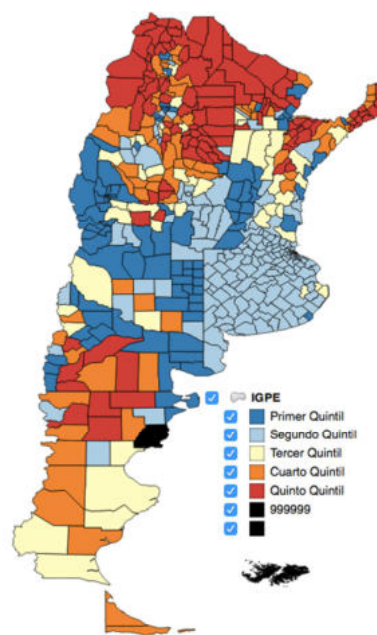 IGPE
Primer Quintil
Segundo Quintil
Tercer Quintil
Cuarto Quintil
Quinto Quintil
999999